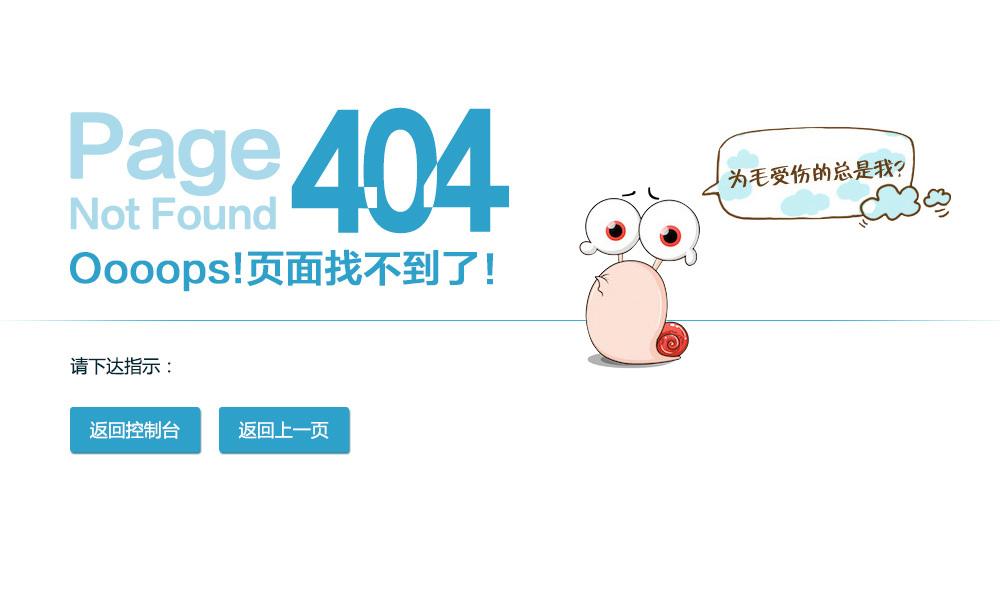 Page 404
Not Found
Oooops!页面找不到了!
为毛受伤的总是我?
请下达指示：
返回控制台
返回上一页